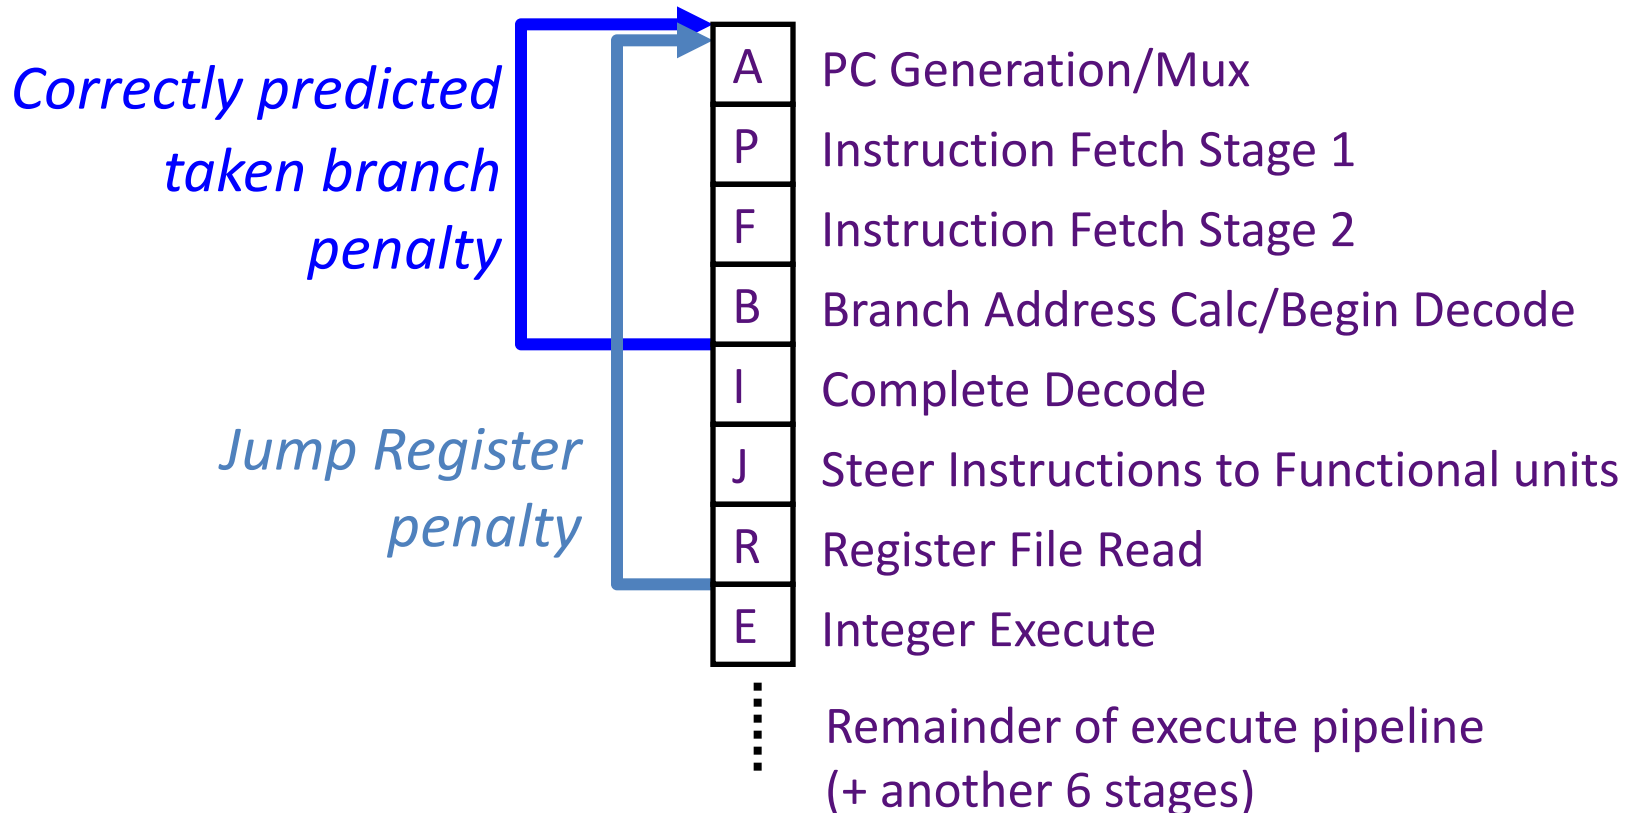 Correctly predicted
taken branch
penalty
Jump Register
penalty
A PC Generation/Mux
P Instruction Fetch Stage 1
F Instruction Fetch Stage 2
B Branch Address Calc/Begin Decode
I Complete Decode
J Steer Instructions to Functional units
R Register File Read
E Integer Execute
Remainder of execute pipeline
(+ another 6 stages)